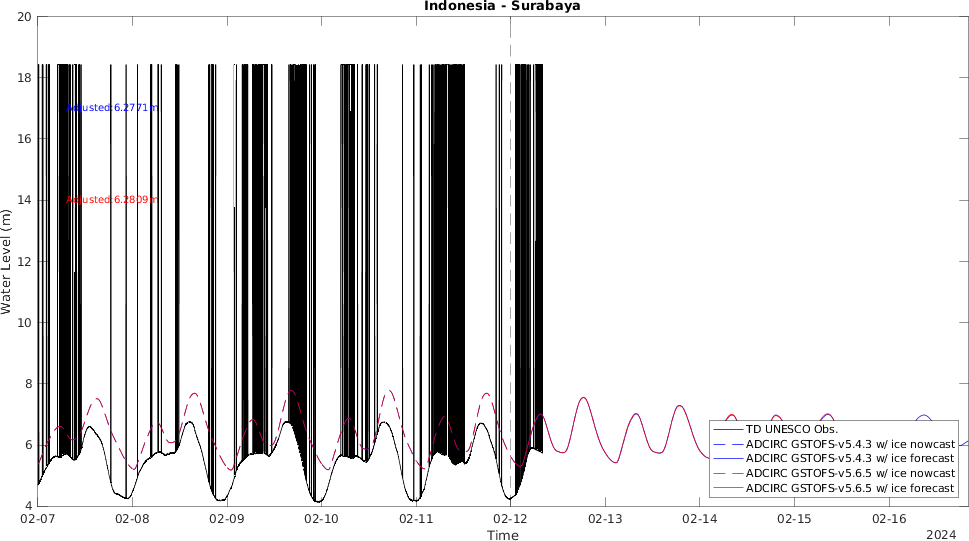 Indonesia - Surabaya
20
18
16
14
12
10
8
6
4
Water Level (m)
Adjusted:6.2771m
Adjusted:6.2809m
TD UNESCO Obs.
ADCIRC GSTOFS-v5.4.3 w/ ice nowcast
ADCIRC GSTOFS-v5.4.3 w/ ice forecast
ADCIRC GSTOFS-v5.6.5 w/ ice nowcast
ADCIRC GSTOFS-v5.6.5 w/ ice forecast
02-07 02-08 02-09 02-10 02-11 02-12 02-13 02-14 02-15 02-16
Time
2024